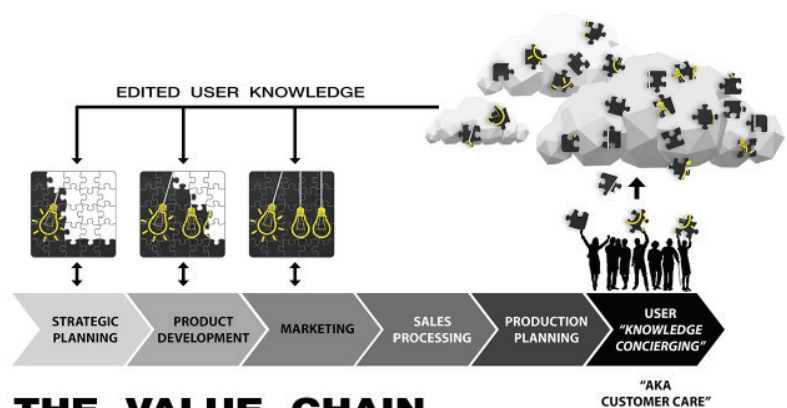 EDITED USER KNOWLEDGE
STRATEGIC
PLANNING
PRODUCT
DEVELOPMENT
MARKETING
SALES
PROCESSING
PRODUCTION
PLANNING
USER
"KNOWLEDGE
CONCIERGING"
"AKA
CUSTOMER CARE"
THE VALUE CHAIN